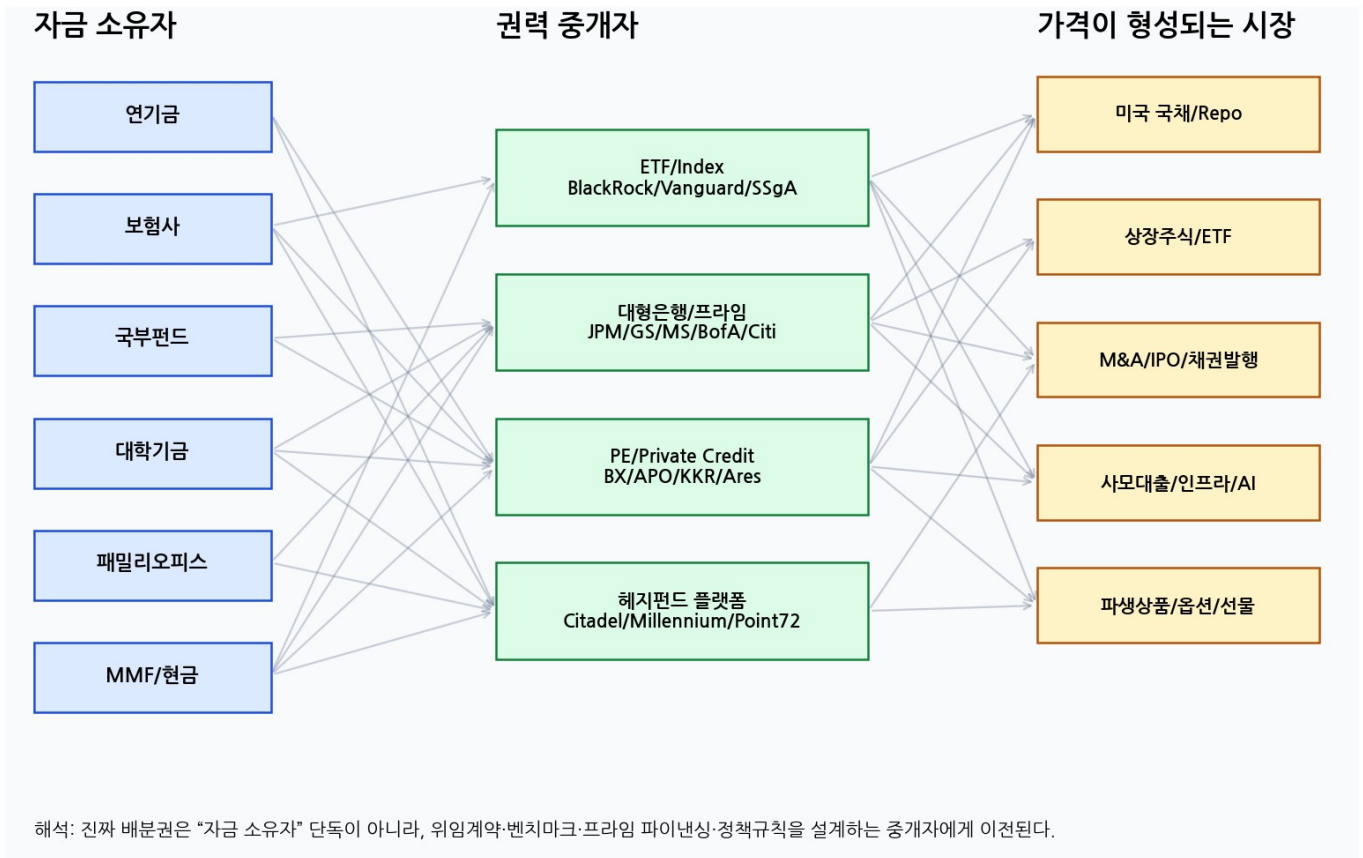 자금 소유자
권력 중개자
가격이 형성되는 시장
연기금
보험사
국부펀드
대학기금
패밀리오피스
MMF/현금
ETF/Index
BlackRock/Vanguard/SSgA
대형은행/프라임
JPM/GS/MS/BofA/Citi
PE/Private Credit
BX/APO/KKR/Ares
헤지펀드 플랫폼
Citadel/Millennium/Point72
미국 국채/Repo
상장주식/ETF
M&A/IPO/채권발행
사모대출/인프라/AI
파생상품/옵션/선물
해석: 진짜 배분권은 “자금 소유자” 단독이 아니라, 위임계약·벤치마크·프라임 파이낸싱·정책규칙을 설계하는 중개자에게 이전된다.